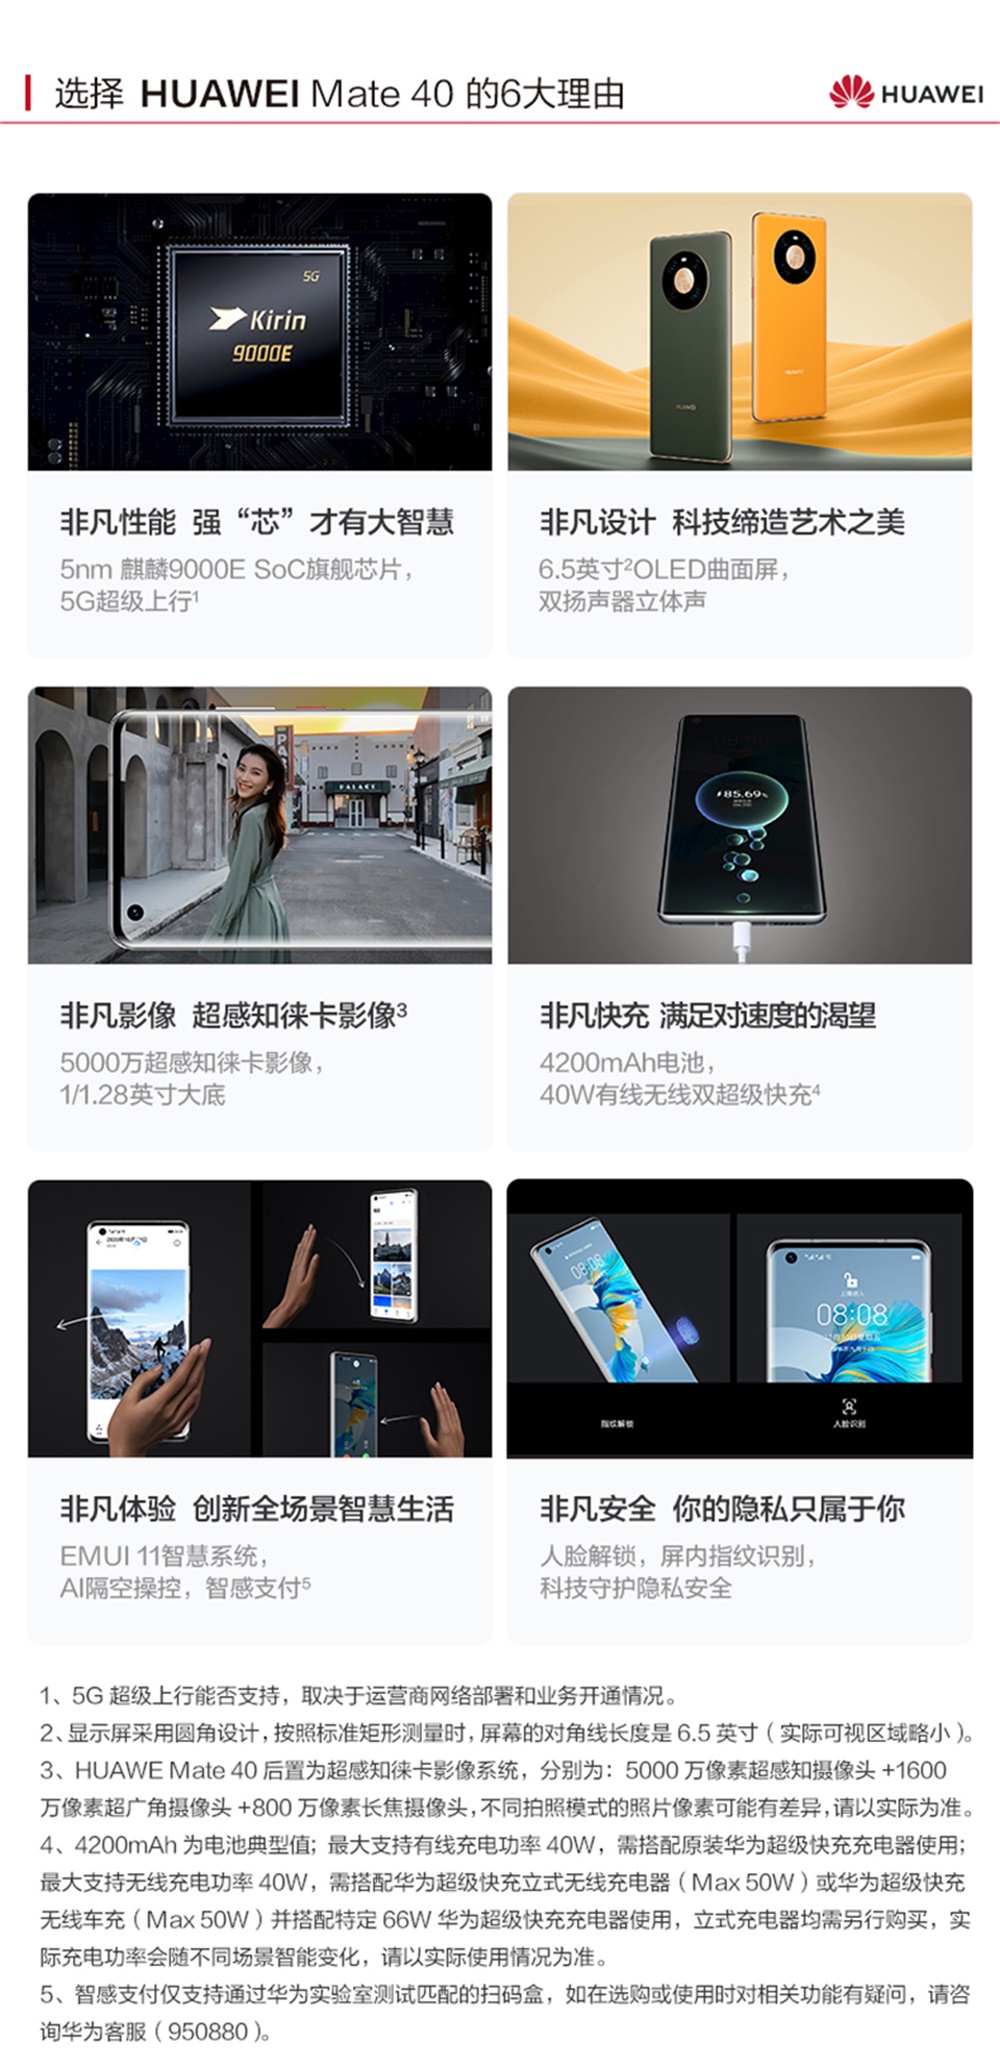 选择 HUAWEI Mate 40 的6大理由
HUAWEI
5G
Kirin
9000E
HUAWEI
HUAWEI
非凡性能 强“芯”才有大智慧
5nm 麒麟9000E SoC旗舰芯片，
5G超级上行1
非凡设计 科技缔造艺术之美
6.5英寸2OLED曲面屏，
双扬声器立体声
PALACE
85.69%
非凡影像 超感知徕卡影像3
5000万超感知徕卡影像，
1/1.28英寸大底
非凡快充 满足对速度的渴望
4200mAh电池，
40W有线无线双超级快充4
08:08
08:08
指纹解锁
人脸识别
非凡体验 创新全场景智慧生活
EMUI 11智慧系统，
AI隔空操控，智感支付5
非凡安全 你的隐私只属于你
人脸解锁，屏内指纹识别，
科技守护隐私安全
1、5G 超级上行能否支持，取决于运营商网络部署和业务开通情况。
2、显示屏采用圆角设计，按照标准矩形测量时，屏幕的对角线长度是 6.5 英寸（实际可视区域略小）。
3、HUAWE Mate 40 后置为超感知徕卡影像系统，分别为：5000 万像素超感知摄像头 +1600
万像素超广角摄像头 +800 万像素长焦摄像头，不同拍照模式的照片像素可能有差异，请以实际为准。
4、4200mAh 为电池典型值；最大支持有线充电功率 40W，需搭配原装华为超级快充充电器使用；
最大支持无线充电功率 40W，需搭配华为超级快充立式无线充电器（Max 50W）或华为超级快充
无线车充（Max 50W）并搭配特定 66W 华为超级快充充电器使用，立式充电器均需另行购买，实
际充电功率会随不同场景智能变化，请以实际使用情况为准。
5、智感支付仅支持通过华为实验室测试匹配的扫码盒，如在选购或使用时对相关功能有疑问，请咨
询华为客服（950880）。